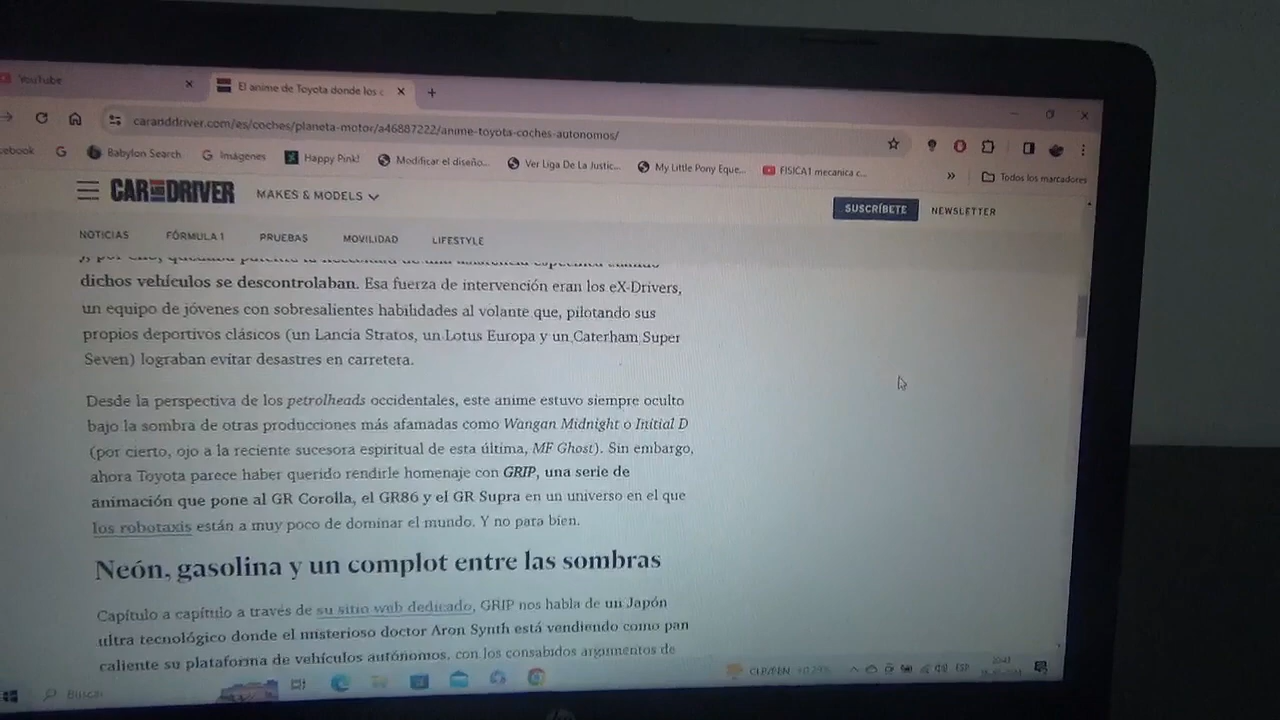 YouTube
El anime de Toyota donde los c
caranddriver.com/es/coches/planeta-motor/a46887222/anime-toyota-coches-autonomos/
cebook
Babylon Search
Imágenes
Happy Pink!
Modificar el diseño...
Ver Liga De La Justic...
My Little Pony Eque...
FISICA1 mecanica c...
»
Todos los marcadores
CAR AND DRIVER
MAKES & MODELS
SUSCRÍBETE
NEWSLETTER
NOTICIAS
FÓRMULA 1
PRUEBAS
MOVILIDAD
LIFESTYLE
dichos vehículos se descontrolaban. Esa fuerza de intervención eran los eX-Drivers,
un equipo de jóvenes con sobresalientes habilidades al volante que, pilotando sus
propios deportivos clásicos (un Lancia Stratos, un Lotus Europa y un Caterham Super
Seven) lograban evitar desastres en carretera.
Desde la perspectiva de los petrolheads occidentales, este anime estuvo siempre oculto
bajo la sombra de otras producciones más afamadas como Wangan Midnight o Initial D
(por cierto, ojo a la reciente sucesora espiritual de esta última, MF Ghost). Sin embargo,
ahora Toyota parece haber querido rendirle homenaje con GRIP, una serie de
animación que pone al GR Corolla, el GR86 y el GR Supra en un universo en el que
los robotaxis están a muy poco de dominar el mundo. Y no para bien.
Neón, gasolina y un complot entre las sombras
Capítulo a capítulo a través de su sitio web dedicado, GRIP nos habla de un Japón
ultra tecnológico donde el misterioso doctor Aron Synth está vendiendo como pan
caliente su plataforma de vehículos autónomos, con los consabidos argumentos de
Buscar
CLP/PEN
ESP